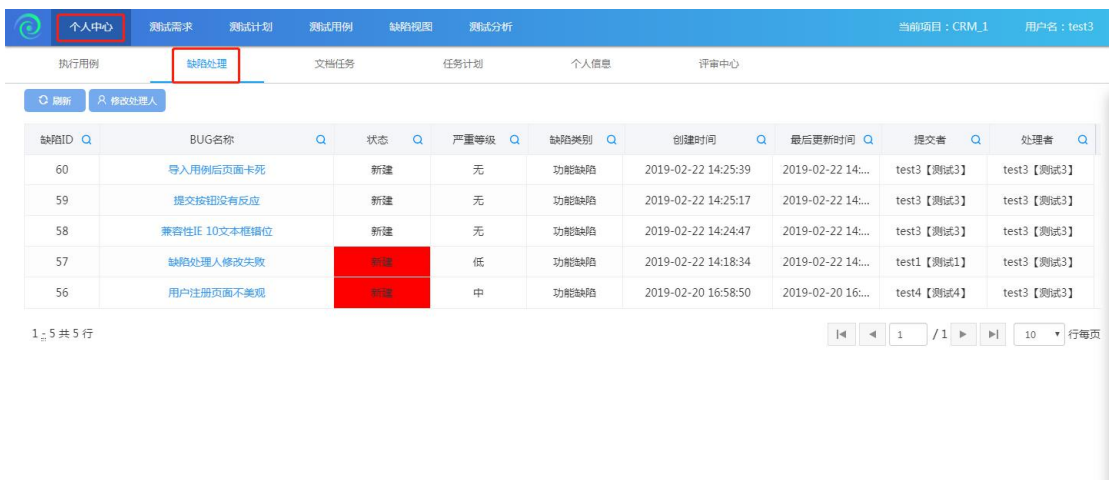 个人中心 测试需求 测试计划 测试用例 缺陷视图 测试分析 当前项目：CRM_1 用户名：test3
执行用例 缺陷处理 文档任务 任务计划 个人信息 评审中心
刷新 修改处理人
缺陷ID BUG名称 状态 严重等级 缺陷类别 创建时间 最后更新时间 提交者 处理者
60 导入用例后页面卡死 新建 无 功能缺陷 2019-02-22 14:25:39 2019-02-22 14:... test3【测试3】 test3【测试3】
59 提交按钮没有反应 新建 无 功能缺陷 2019-02-22 14:25:17 2019-02-22 14:... test3【测试3】 test3【测试3】
58 兼容性IE 10文本框错位 新建 无 功能缺陷 2019-02-22 14:24:47 2019-02-22 14:... test3【测试3】 test3【测试3】
57 缺陷处理人修改失败 新建 低 功能缺陷 2019-02-22 14:18:34 2019-02-22 14:... test1【测试1】 test3【测试3】
56 用户注册页面不美观 新建 中 功能缺陷 2019-02-20 16:58:50 2019-02-20 16:... test4【测试4】 test3【测试3】
1 - 5 共 5 行 1 / 1 10 行每页